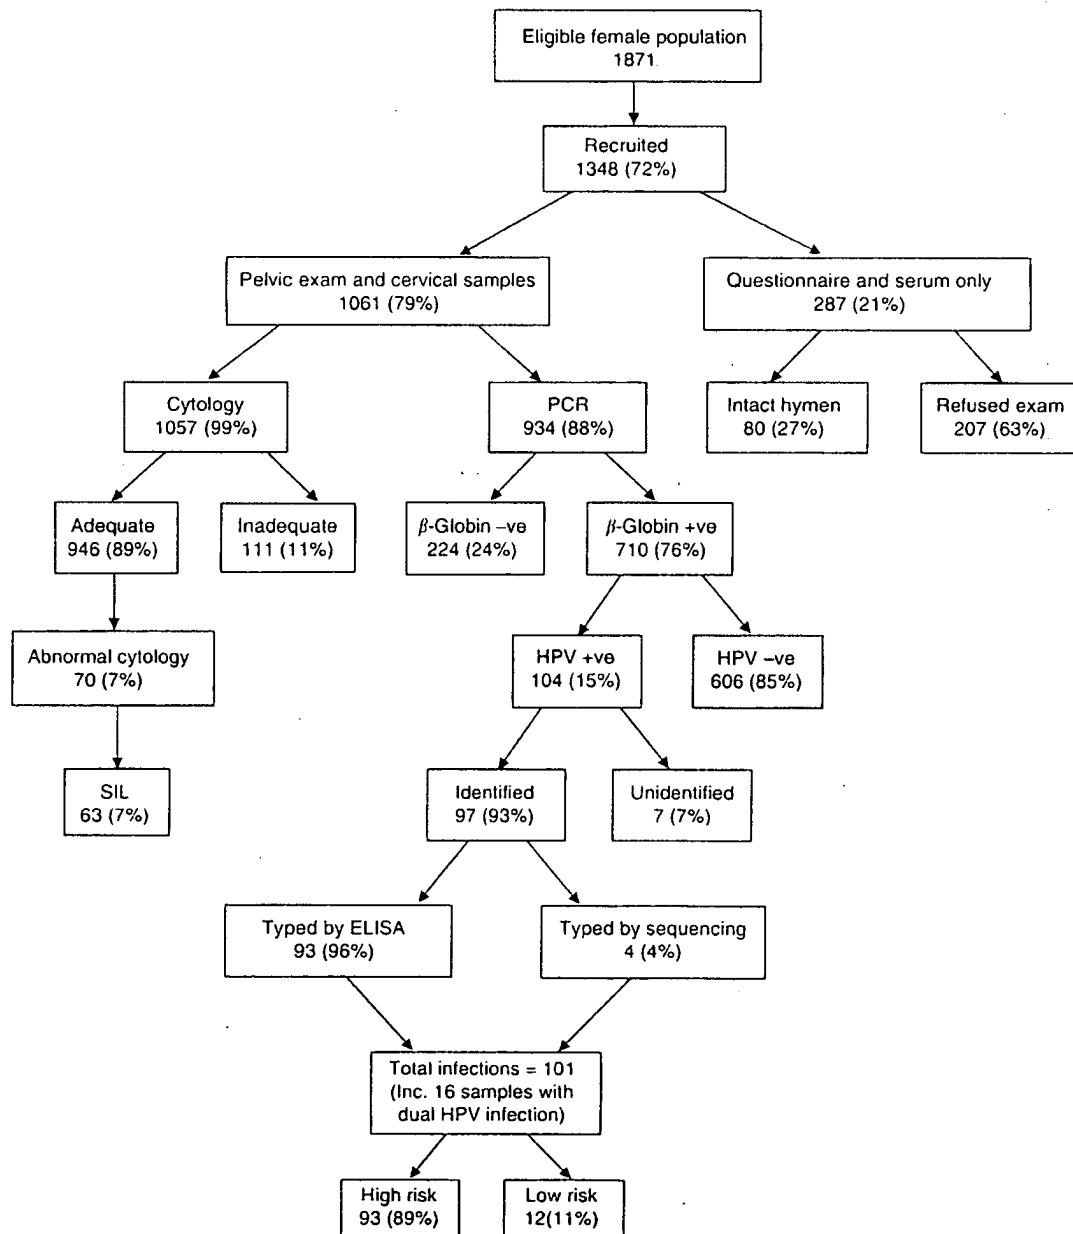 Eligible female population
1871
Recruited
1348 (72%)
Pelvic exam and cervical samples
1061 (79%)
Questionnaire and serum only
287 (21%)
Cytology
1057 (99%)
PCR
934 (88%)
Intact hymen
80 (27%)
Refused exam
207 (63%)
Adequate
946 (89%)
Inadequate
111 (11%)
β-Globin –ve
224 (24%)
β-Globin +ve
710 (76%)
Abnormal cytology
70 (7%)
HPV +ve
104 (15%)
HPV –ve
606 (85%)
SIL
63 (7%)
Identified
97 (93%)
Unidentified
7 (7%)
Typed by ELISA
93 (96%)
Typed by sequencing
4 (4%)
Total infections = 101
(Inc. 16 samples with
dual HPV infection)
High risk
93 (89%)
Low risk
12(11%)